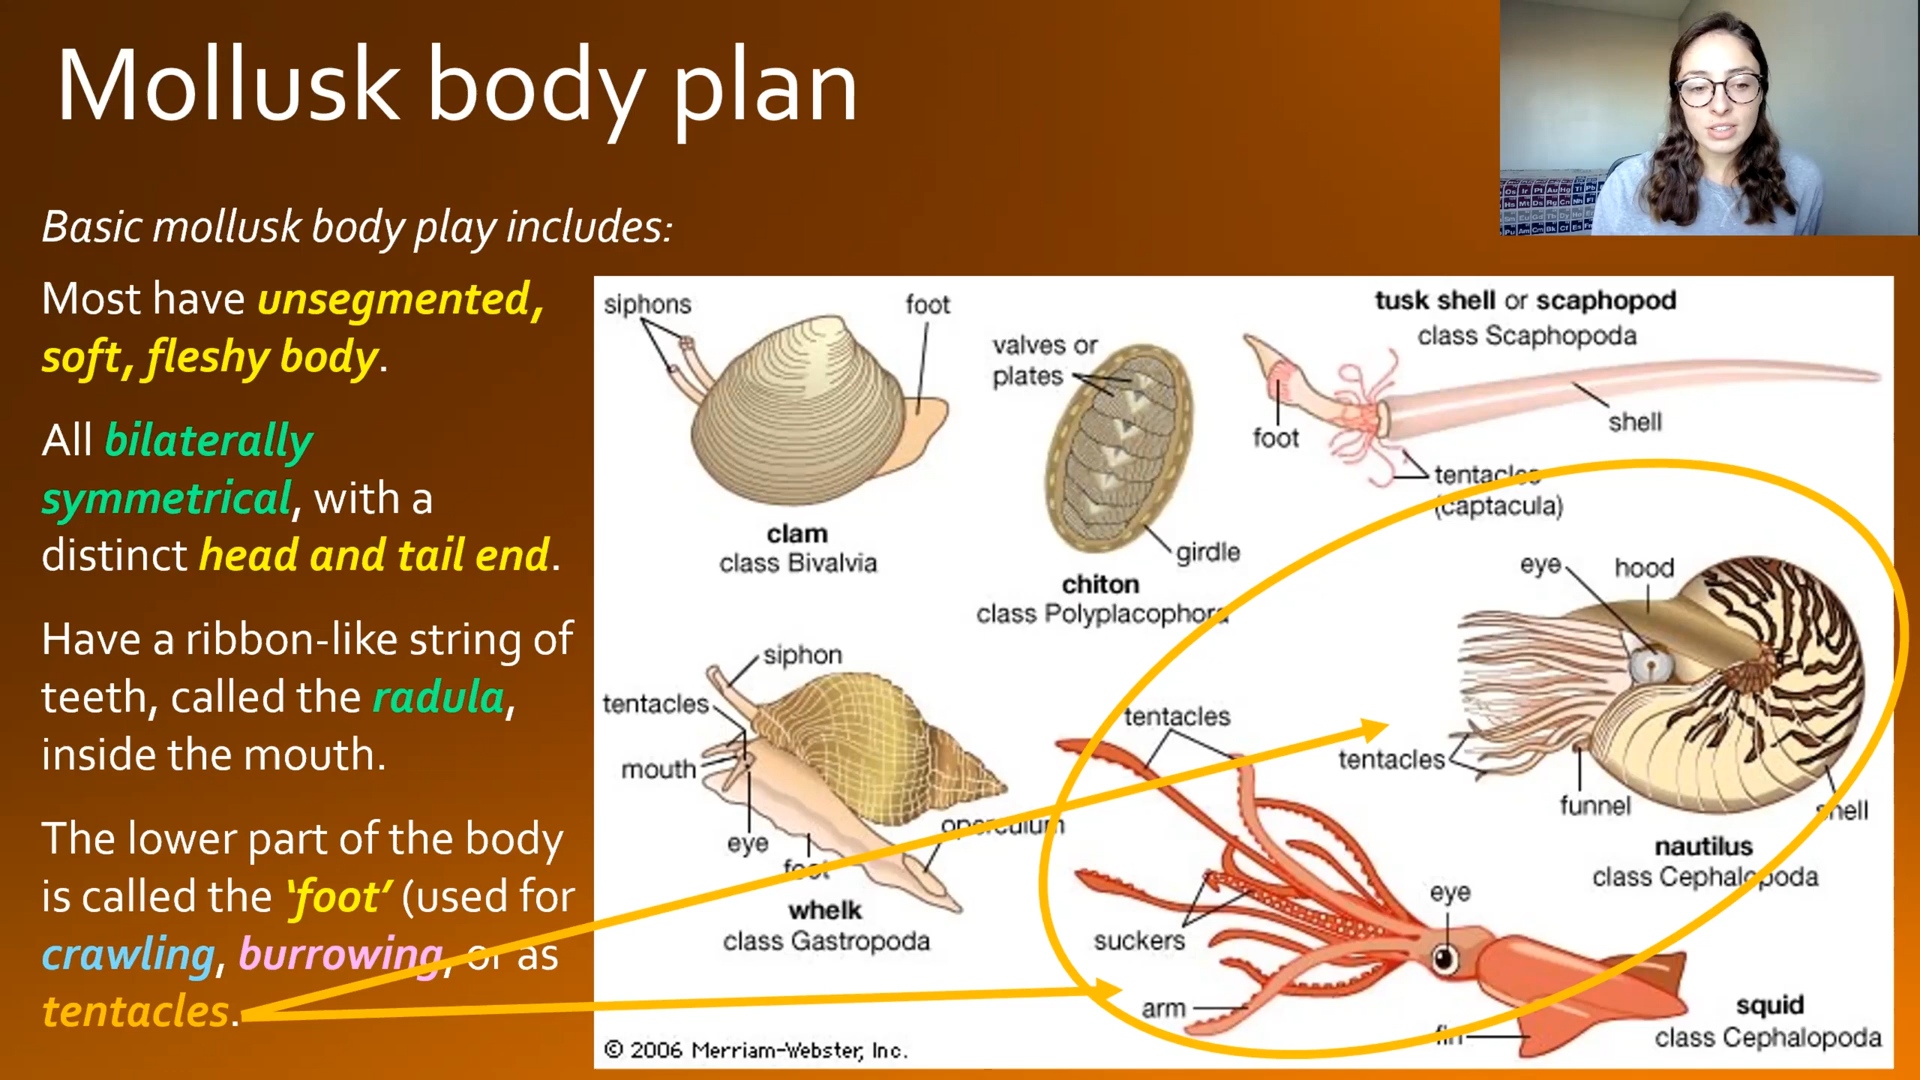 Mollusk body plan
Basic mollusk body play includes:
Most have unsegmented,
soft, fleshy body.
All bilaterally
symmetrical, with a
distinct head and tail end.
Have a ribbon-like string of
teeth, called the radula,
inside the mouth.
The lower part of the body
is called the ‘foot’ (used for
crawling, burrowing, or as
tentacles.
siphons
foot
clam
class Bivalvia
valves or
plates
girdle
chiton
class Polyplacophora
tusk shell or scaphopod
class Scaphopoda
foot
shell
tentacles
(captacula)
siphon
tentacles
mouth
eye
foot
operculum
whelk
class Gastropoda
eye
hood
tentacles
funnel
shell
nautilus
class Cephalopoda
tentacles
suckers
eye
arm
fin
squid
class Cephalopoda
© 2006 Merriam-Webster, Inc.